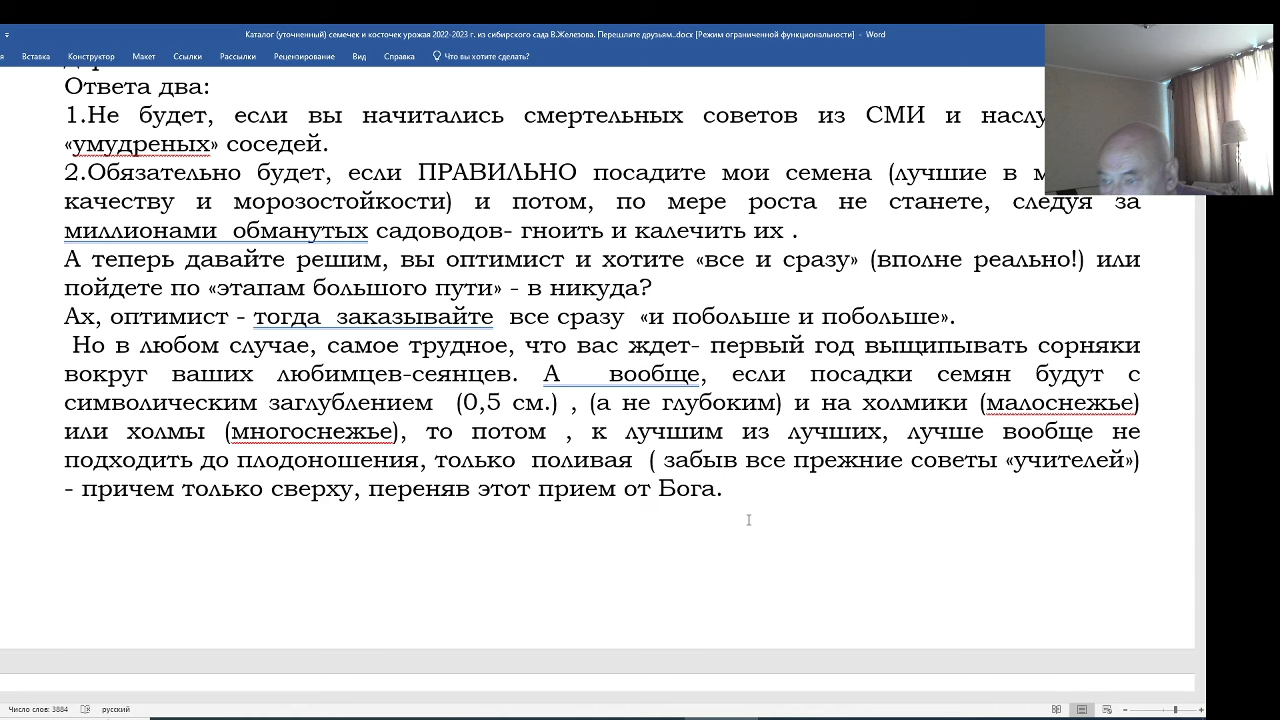 Каталог (уточненный) семечек и косточек урожая 2022-2023 г. из сибирского сада В.Железова. Перешлите друзьям..docx [Режим ограниченной функциональности] - Word
Вставка Конструктор Макет Ссылки Рассылки Рецензирование Вид Справка Что вы хотите сделать?
Ответа два:
1.Не будет, если вы начитались смертельных советов из СМИ и
«умудреных» соседей.
2.Обязательно будет, если ПРАВИЛЬНО посадите мои семена (лучшие в
качеству и морозостойкости) и потом, по мере роста не станете, следуя за
миллионами обманутых садоводов- гноить и калечить их .
А теперь давайте решим, вы оптимист и хотите «все и сразу» (вполне реально!) или
пойдете по «этапам большого пути» - в никуда?
Ах, оптимист - тогда заказывайте все сразу «и побольше и побольше».
Но в любом случае, самое трудное, что вас ждет- первый год выщипывать сорняки
вокруг ваших любимцев-сеянцев. А вообще, если посадки семян будут с
символическим заглублением (0,5 см.) , (а не глубоким) и на холмики (малоснежье)
или холмы (многоснежье), то потом , к лучшим из лучших, лучше вообще не
подходить до плодоношения, только поливая ( забыв все прежние советы «учителей»)
- причем только сверху, переняв этот прием от Бога.
Число слов: 3884 русский